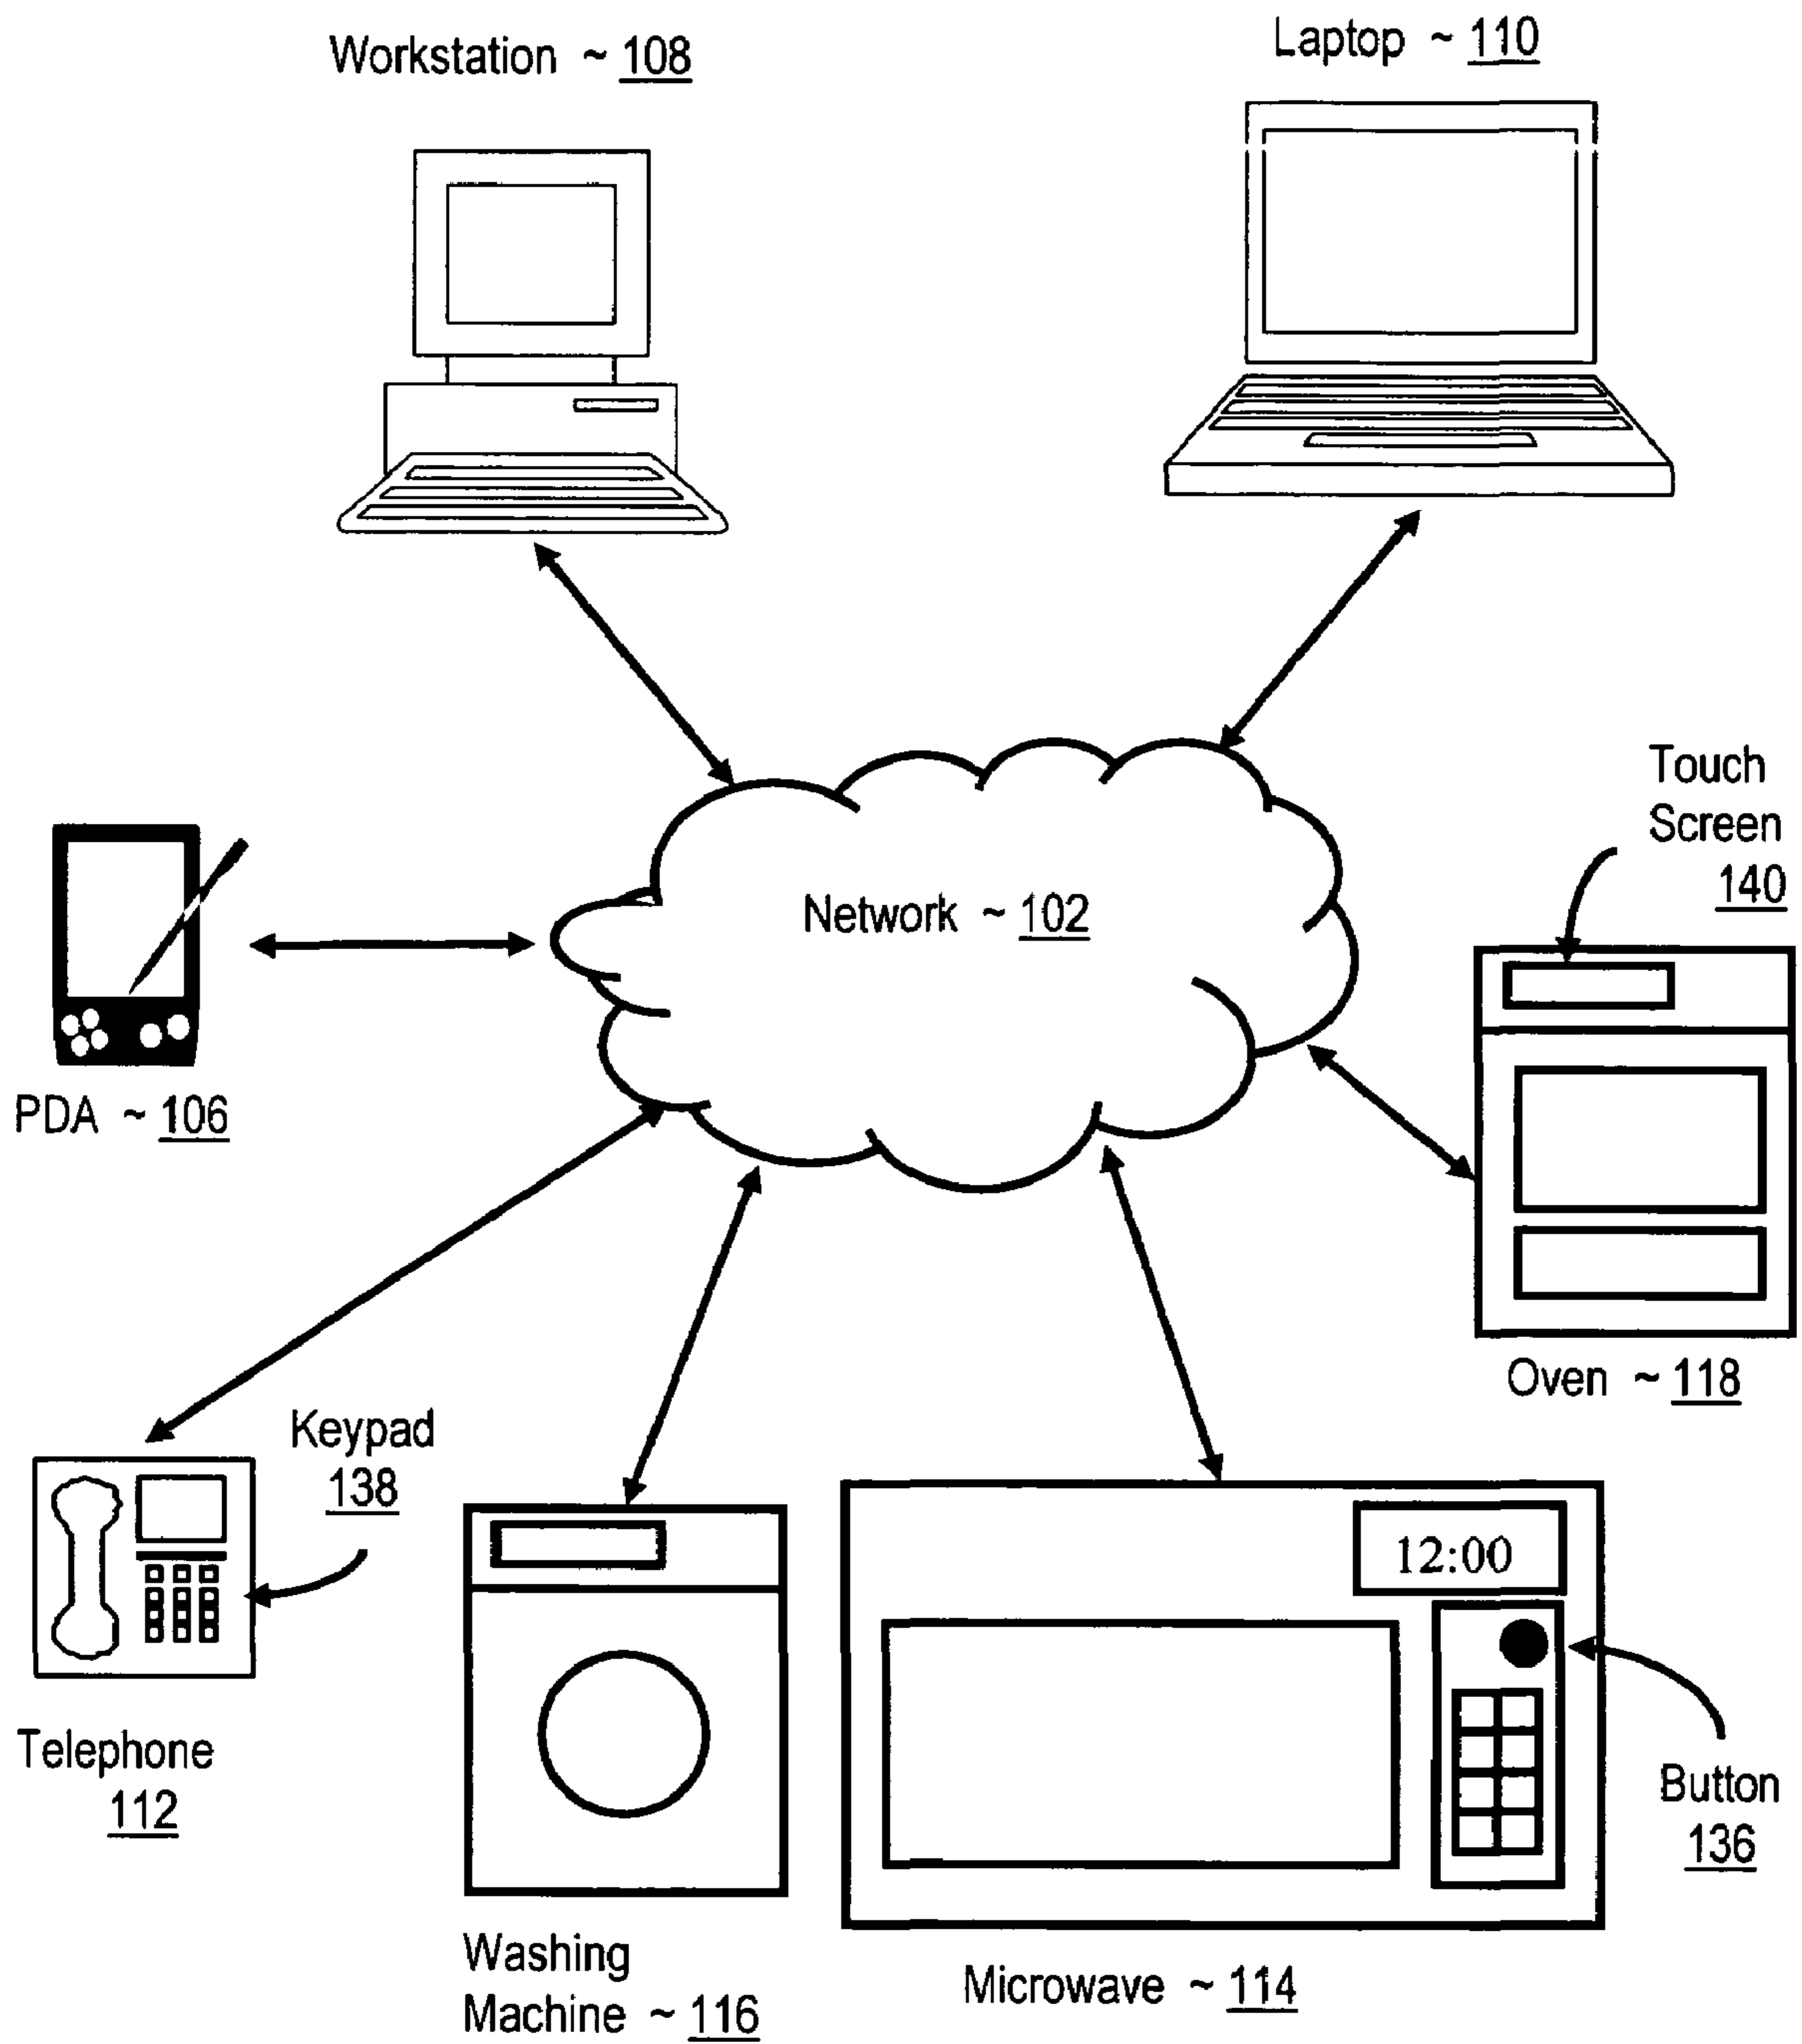 Workstation ~ 108
Laptop ~ 110
Touch
Screen
140
Network ~ 102
PDA ~ 106
Oven ~ 118
Keypad
138
12:00
Telephone
112
Button
136
Washing
Machine ~ 116
Microwave ~ 114